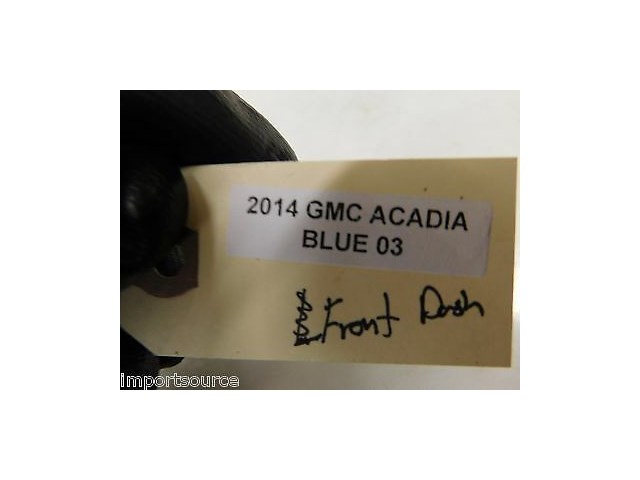 2014 GMC ACADIA
BLUE 03
Front Dash
importsource